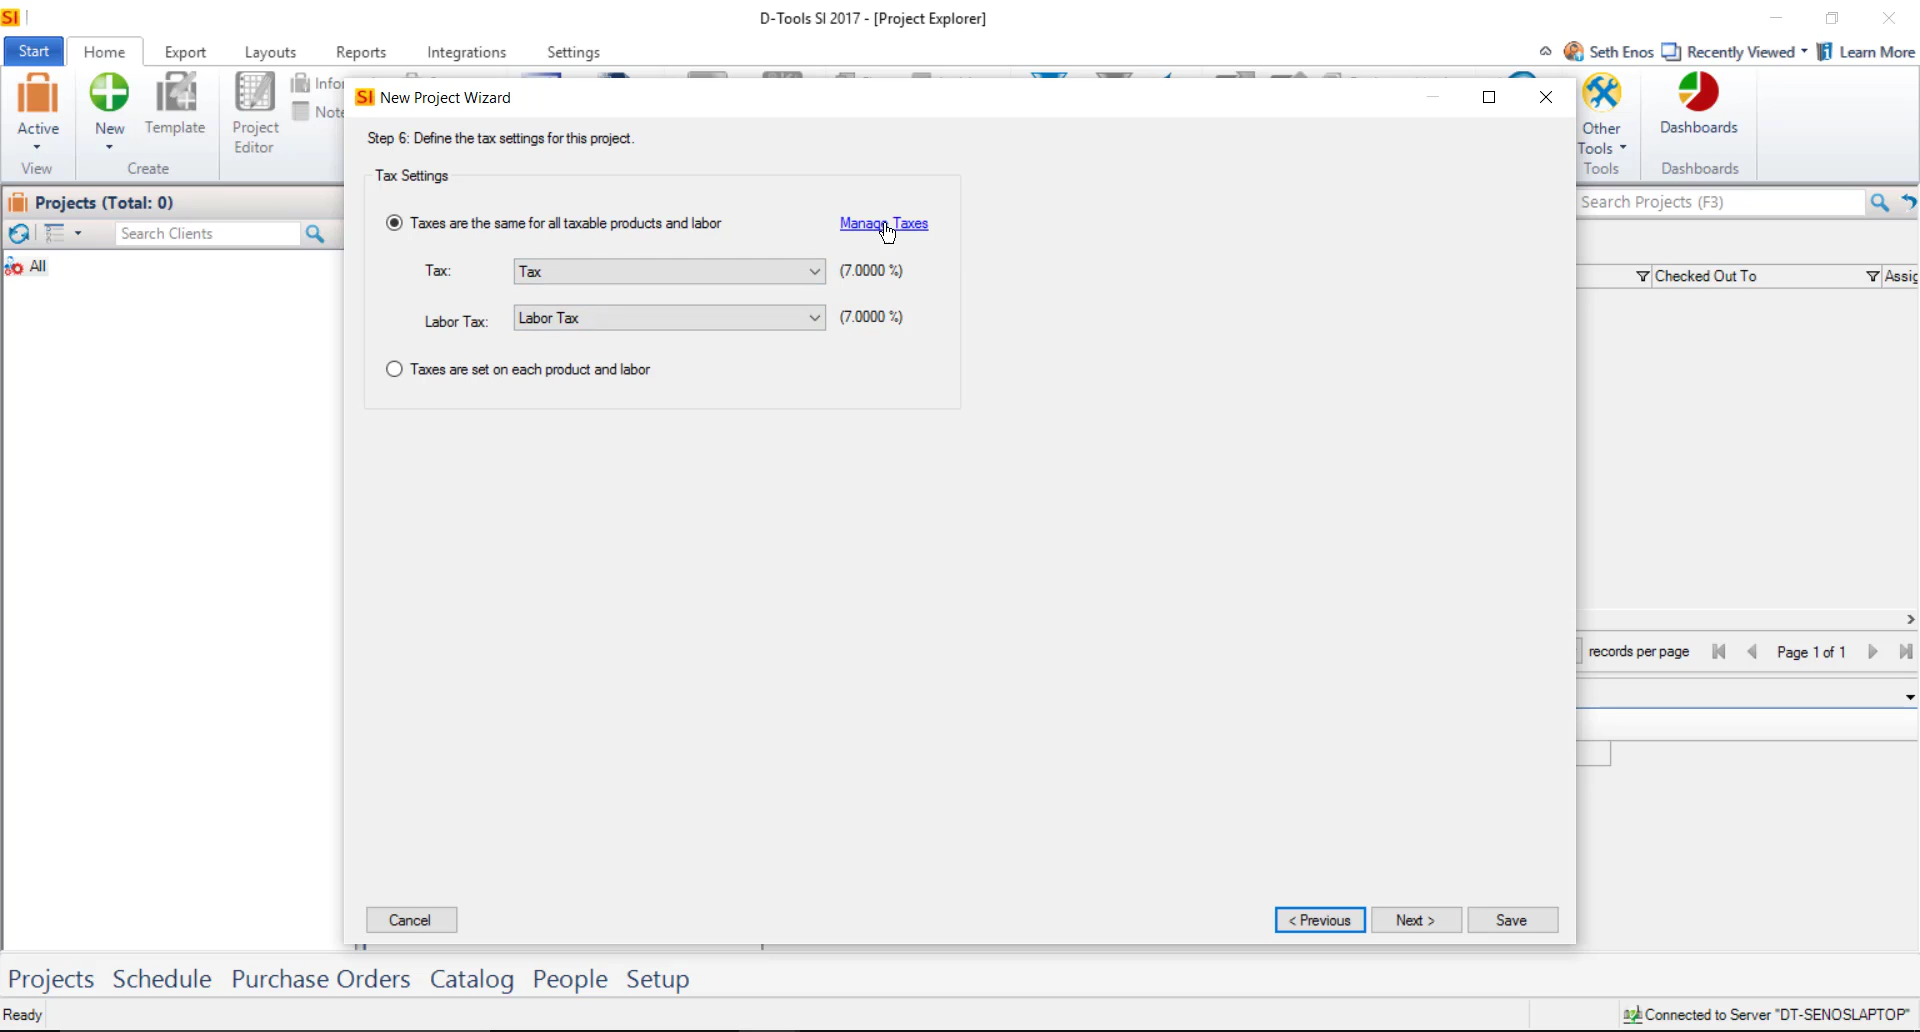 SI
D-Tools SI 2017 - [Project Explorer]
Start Home Export Layouts Reports Integrations Settings
Seth Enos Recently Viewed Learn More
Active
View
New
Template
Create
Project
Editor
SI New Project Wizard
Step 6: Define the tax settings for this project.
Tax Settings
Taxes are the same for all taxable products and labor
Manage Taxes
Tax: Tax (7.0000 %)
Labor Tax: Labor Tax (7.0000 %)
Taxes are set on each product and labor
Cancel
< Previous Next > Save
Other
Tools
Tools
Dashboards
Dashboards
Projects (Total: 0)
Search Clients
All
Search Projects (F3)
Checked Out To
records per page Page 1 of 1
Projects Schedule Purchase Orders Catalog People Setup
Ready
Connected to Server "DT-SENOSLAPTOP"